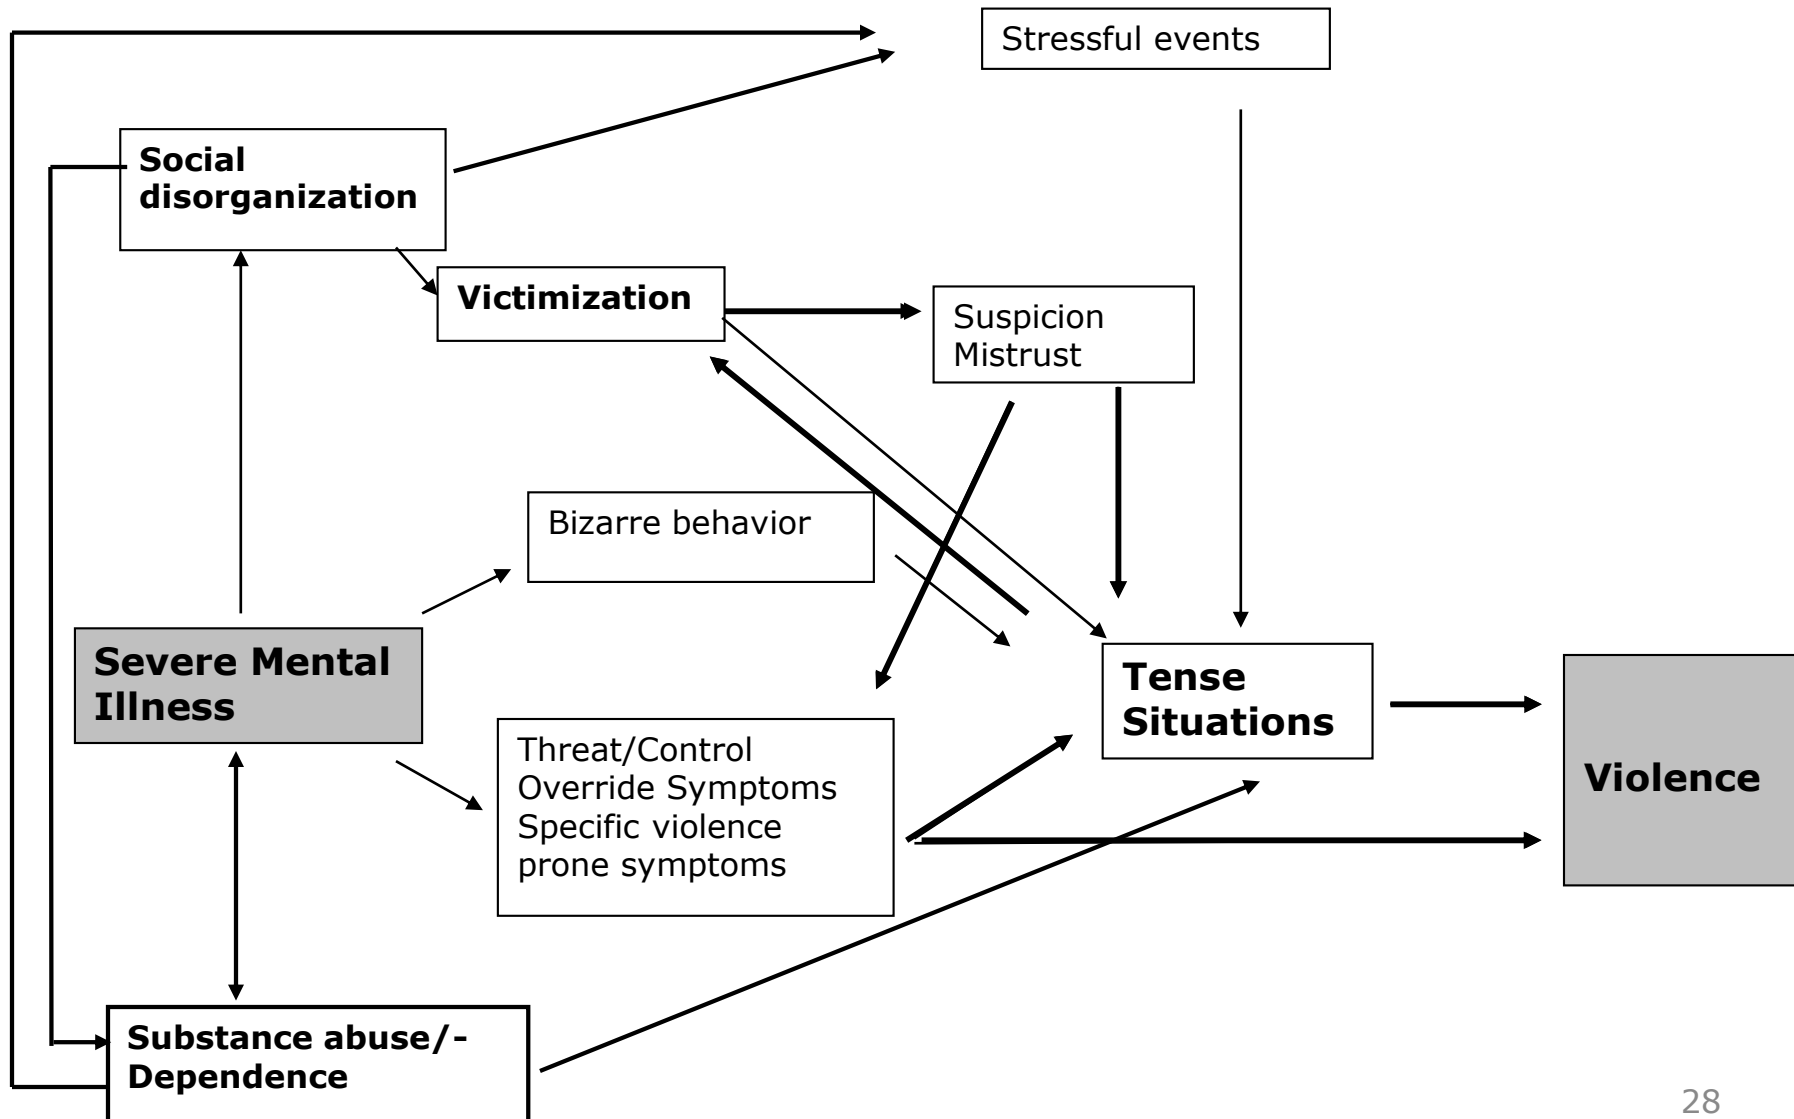 Stressful events
Social
disorganization
Victimization
Suspicion
Mistrust
Bizarre behavior
Severe Mental
Illness
Tense
Situations
Threat/Control
Override Symptoms
Specific violence
prone symptoms
Violence
Substance abuse/-
Dependence
28